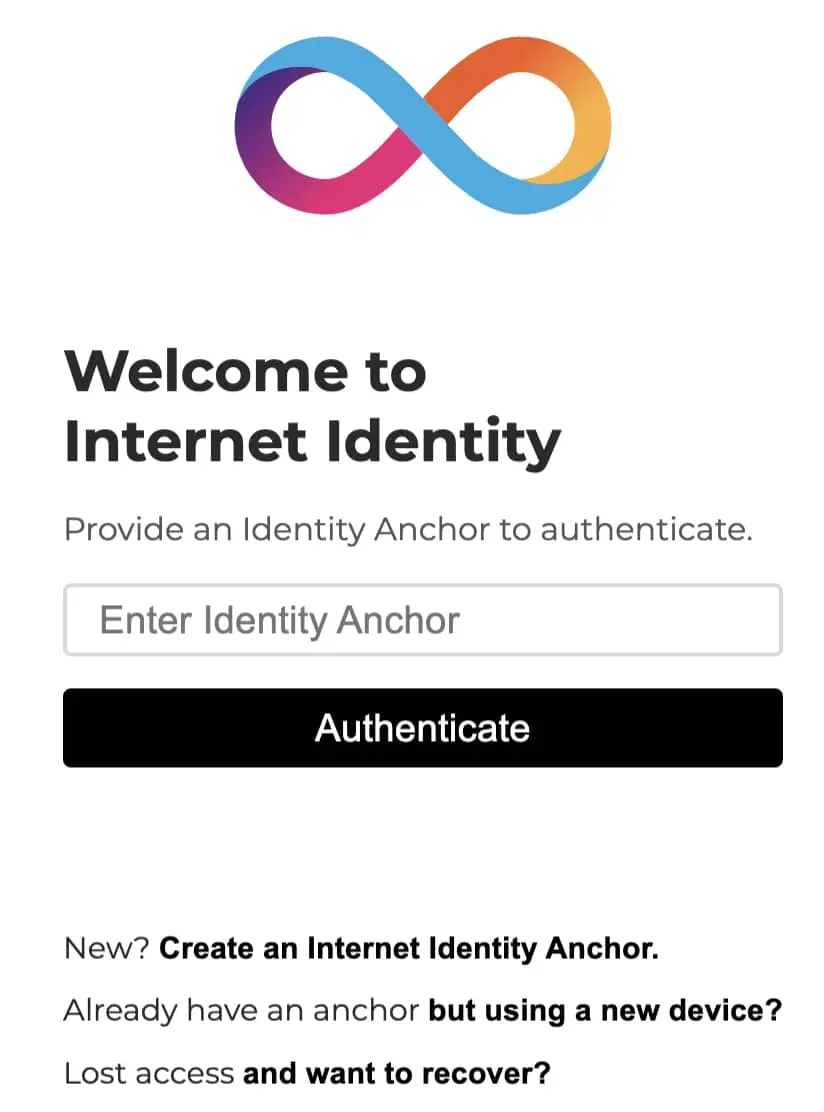 Welcome to
Internet Identity
Provide an Identity Anchor to authenticate.
Enter Identity Anchor
Authenticate
New? Create an Internet Identity Anchor.
Already have an anchor but using a new device?
Lost access and want to recover?